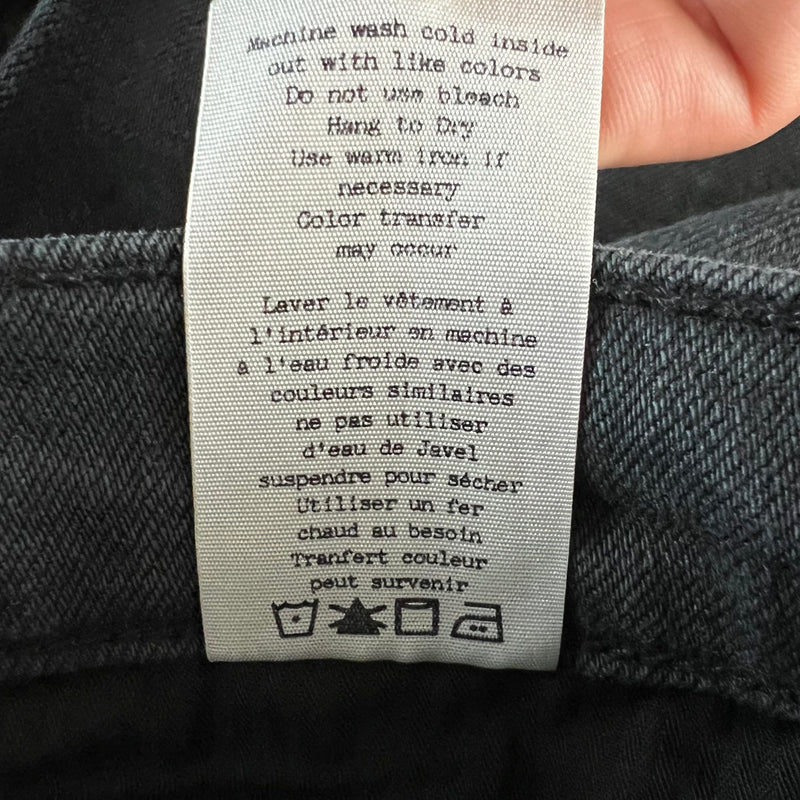 Machine wash cold inside
out with like colors
Do not use bleach
Hang to Dry
Use warm iron if
necessary
Color transfer
may occur
Laver le vêtement à
l'intérieur en machine
à l'eau froide avec des
couleurs similaires
ne pas utiliser
d'eau de Javel
suspendre pour sécher
Utiliser un fer
chaud au besoin
Tranfert couleur
peut survenir